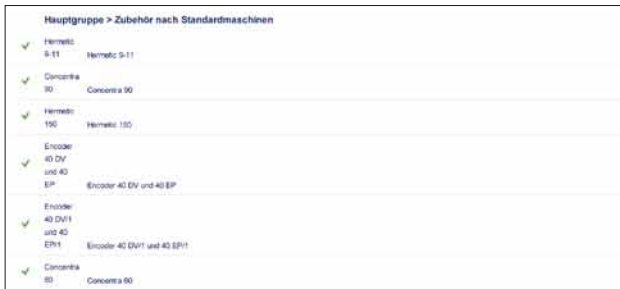 Hauptgruppe > Zubehör nach Standardmaschinen
Hermetic
9-11 Hermetic 9-11
Concentra
90 Concentra 90
Hermetic
150 Hermetic 150
Encoder
40 DV
und 40
EP Encoder 40 DV und 40 EP
Encoder
40 DV/1
und 40
EP/1 Encoder 40 DV/1 und 40 EP/1
Concentra
60 Concentra 60